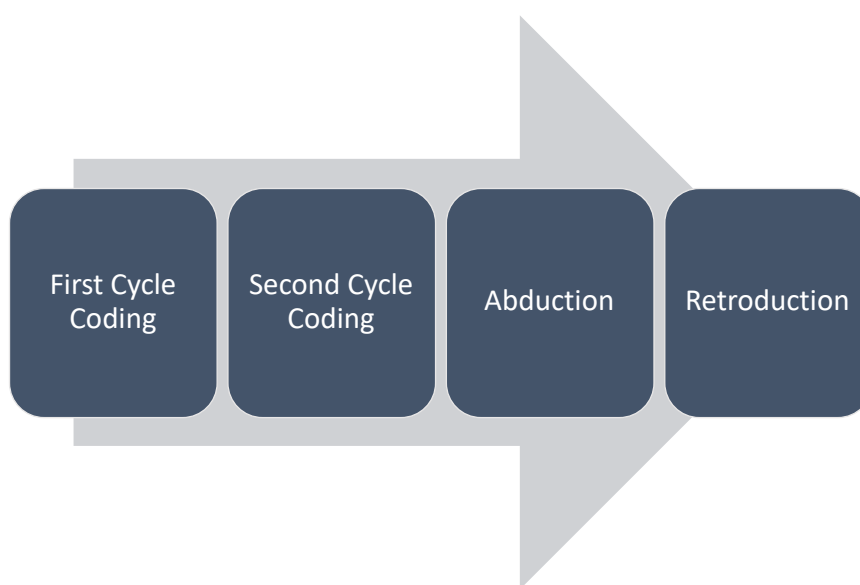 First Cycle
Coding
Second Cycle
Coding
Abduction
Retroduction